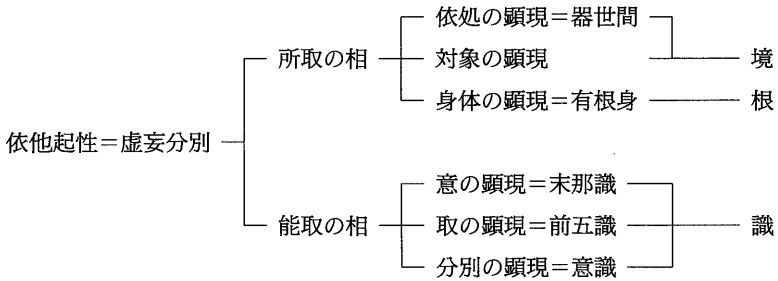 依処の顕現=器世間
所取の相 対象の顕現 境
身体の顕現=有根身 根
依他起性=虚妄分別
意の顕現=末那識
能取の相 取の顕現=前五識 識
分別の顕現=意識